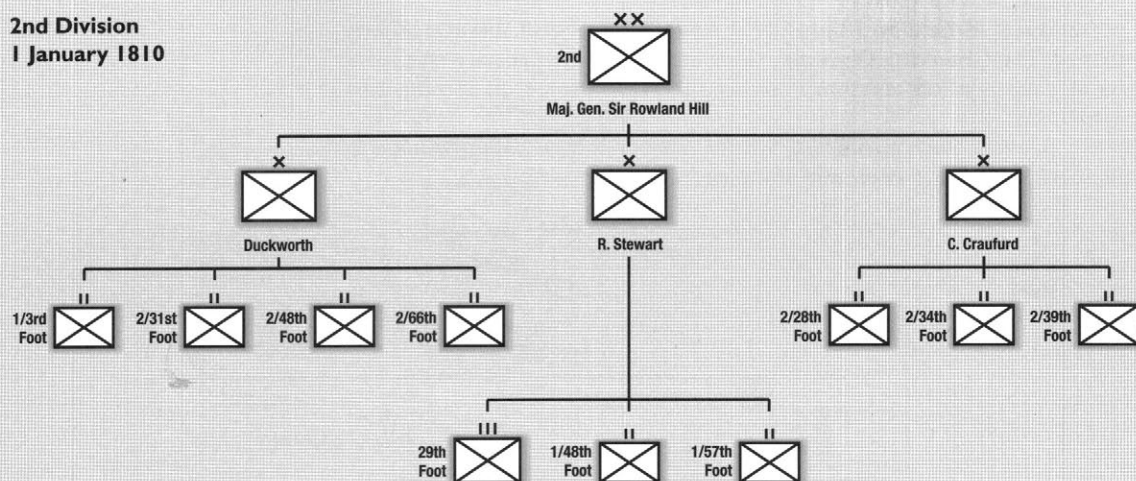 2nd Division
1 January 1810
××
2nd
Maj. Gen. Sir Rowland Hill
×
Duckworth
×
R. Stewart
×
C. Craufurd
II
1/3rd
Foot
II
2/31st
Foot
II
2/48th
Foot
II
2/66th
Foot
II
2/28th
Foot
II
2/34th
Foot
II
2/39th
Foot
III
29th
Foot
II
1/48th
Foot
II
1/57th
Foot